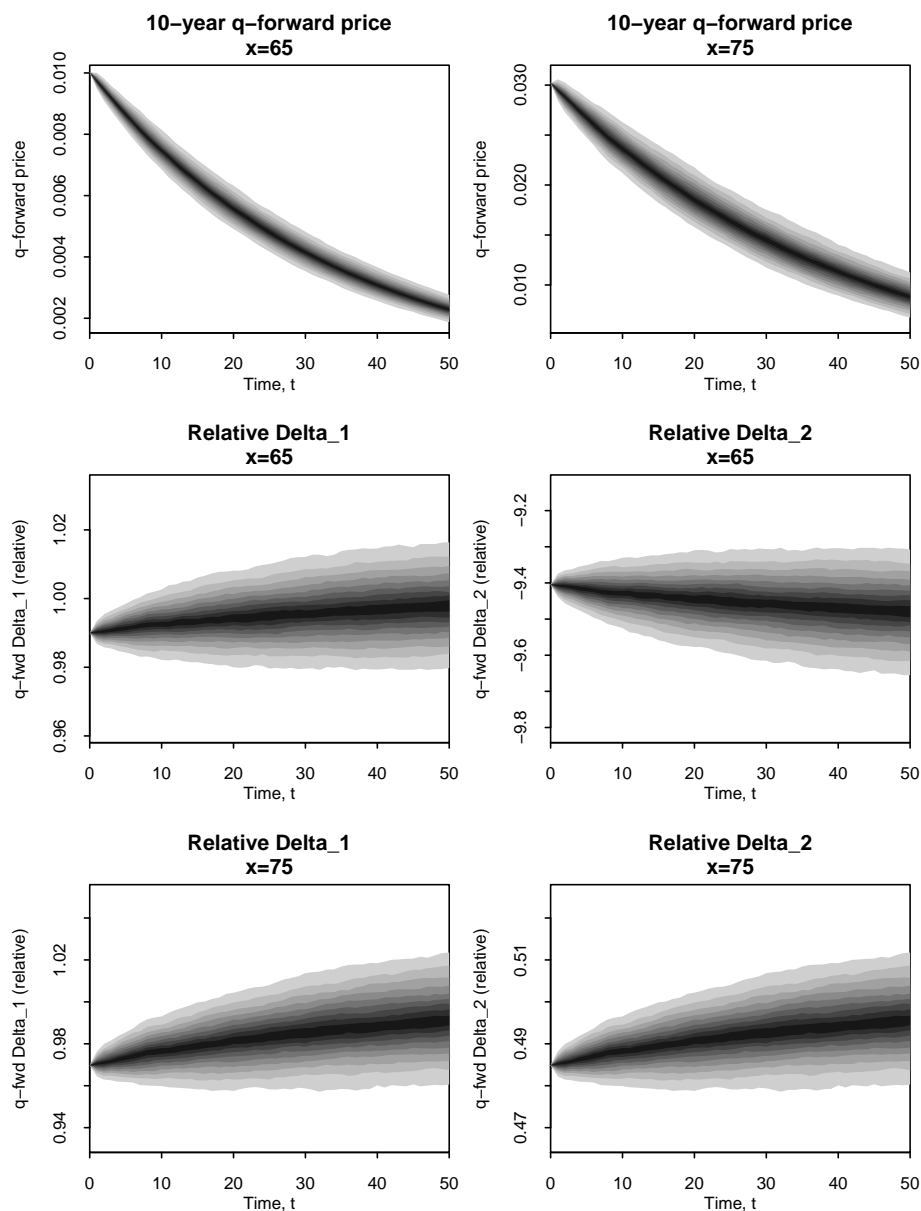 10−year q−forward price
x=65
q−forward price
0.010
0.008
0.006
0.004
0.002
0 10 20 30 40 50
Time, t
10−year q−forward price
x=75
q−forward price
0.030
0.020
0.010
0 10 20 30 40 50
Time, t
Relative Delta_1
x=65
q−fwd Delta_1 (relative)
1.02
1.00
0.98
0.96
0 10 20 30 40 50
Time, t
Relative Delta_2
x=65
q−fwd Delta_2 (relative)
−9.2
−9.4
−9.6
−9.8
0 10 20 30 40 50
Time, t
Relative Delta_1
x=75
q−fwd Delta_1 (relative)
1.02
0.98
0.94
0 10 20 30 40 50
Time, t
Relative Delta_2
x=75
q−fwd Delta_2 (relative)
0.51
0.49
0.47
0 10 20 30 40 50
Time, t